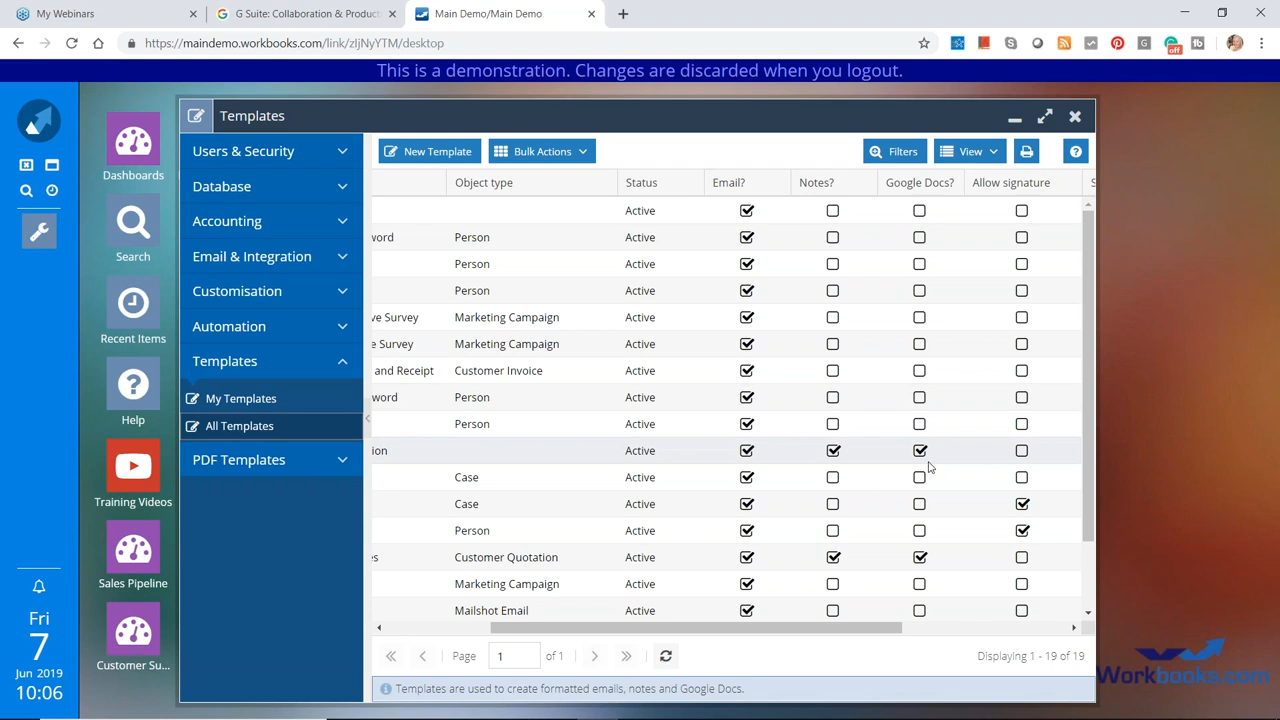 My Webinars
G Suite: Collaboration & Product
Main Demo/Main Demo
https://maindemo.workbooks.com/link/zIjNyYTM/desktop
off
This is a demonstration. Changes are discarded when you logout.
Dashboards
Search
Recent Items
Help
Training Videos
Sales Pipeline
Customer Su...
Fri
7
Jun 2019
10:06
Templates
Users & Security
Database
Accounting
Email & Integration
Customisation
Automation
Templates
My Templates
All Templates
PDF Templates
New Template Bulk Actions Filters View
Object type Status Email? Notes? Google Docs? Allow signature S
Active
word Person Active
Person Active
Person Active
ve Survey Marketing Campaign Active
e Survey Marketing Campaign Active
and Receipt Customer Invoice Active
word Person Active
Person Active
ion Active
Case Active
Case Active
Person Active
es Customer Quotation Active
Marketing Campaign Active
Mailshot Email Active
Page 1 of 1 Displaying 1 - 19 of 19
Templates are used to create formatted emails, notes and Google Docs.
Workbooks.com